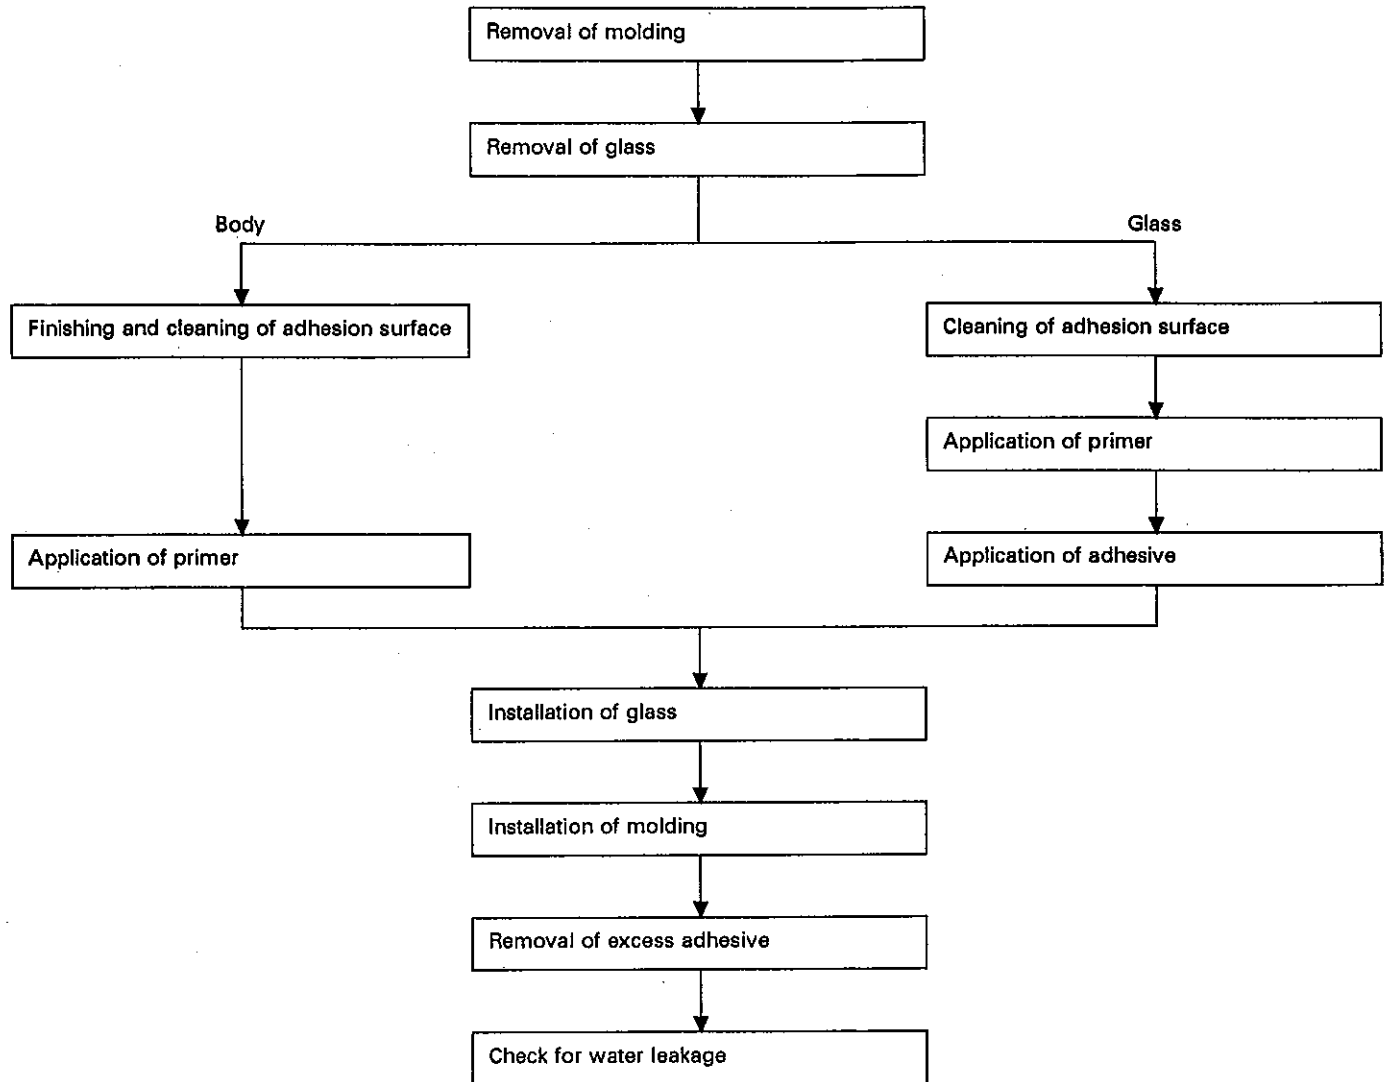 Removal of molding
Removal of glass
Body
Glass
Finishing and cleaning of adhesion surface
Cleaning of adhesion surface
Application of primer
Application of primer
Application of adhesive
Installation of glass
Installation of molding
Removal of excess adhesive
Check for water leakage